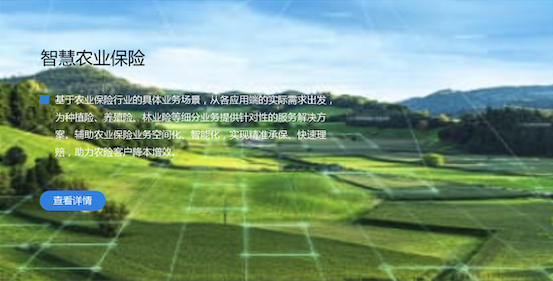 智慧农业保险
基于农业保险行业的具体业务场景，从各应用端的实际需求出发，
为种植险、养殖险、林业险等细分业务提供针对性的服务解决方
案。辅助农业保险业务空间化、智能化，实现精准承保、快速理
赔，助力农险客户降本增效。
查看详情